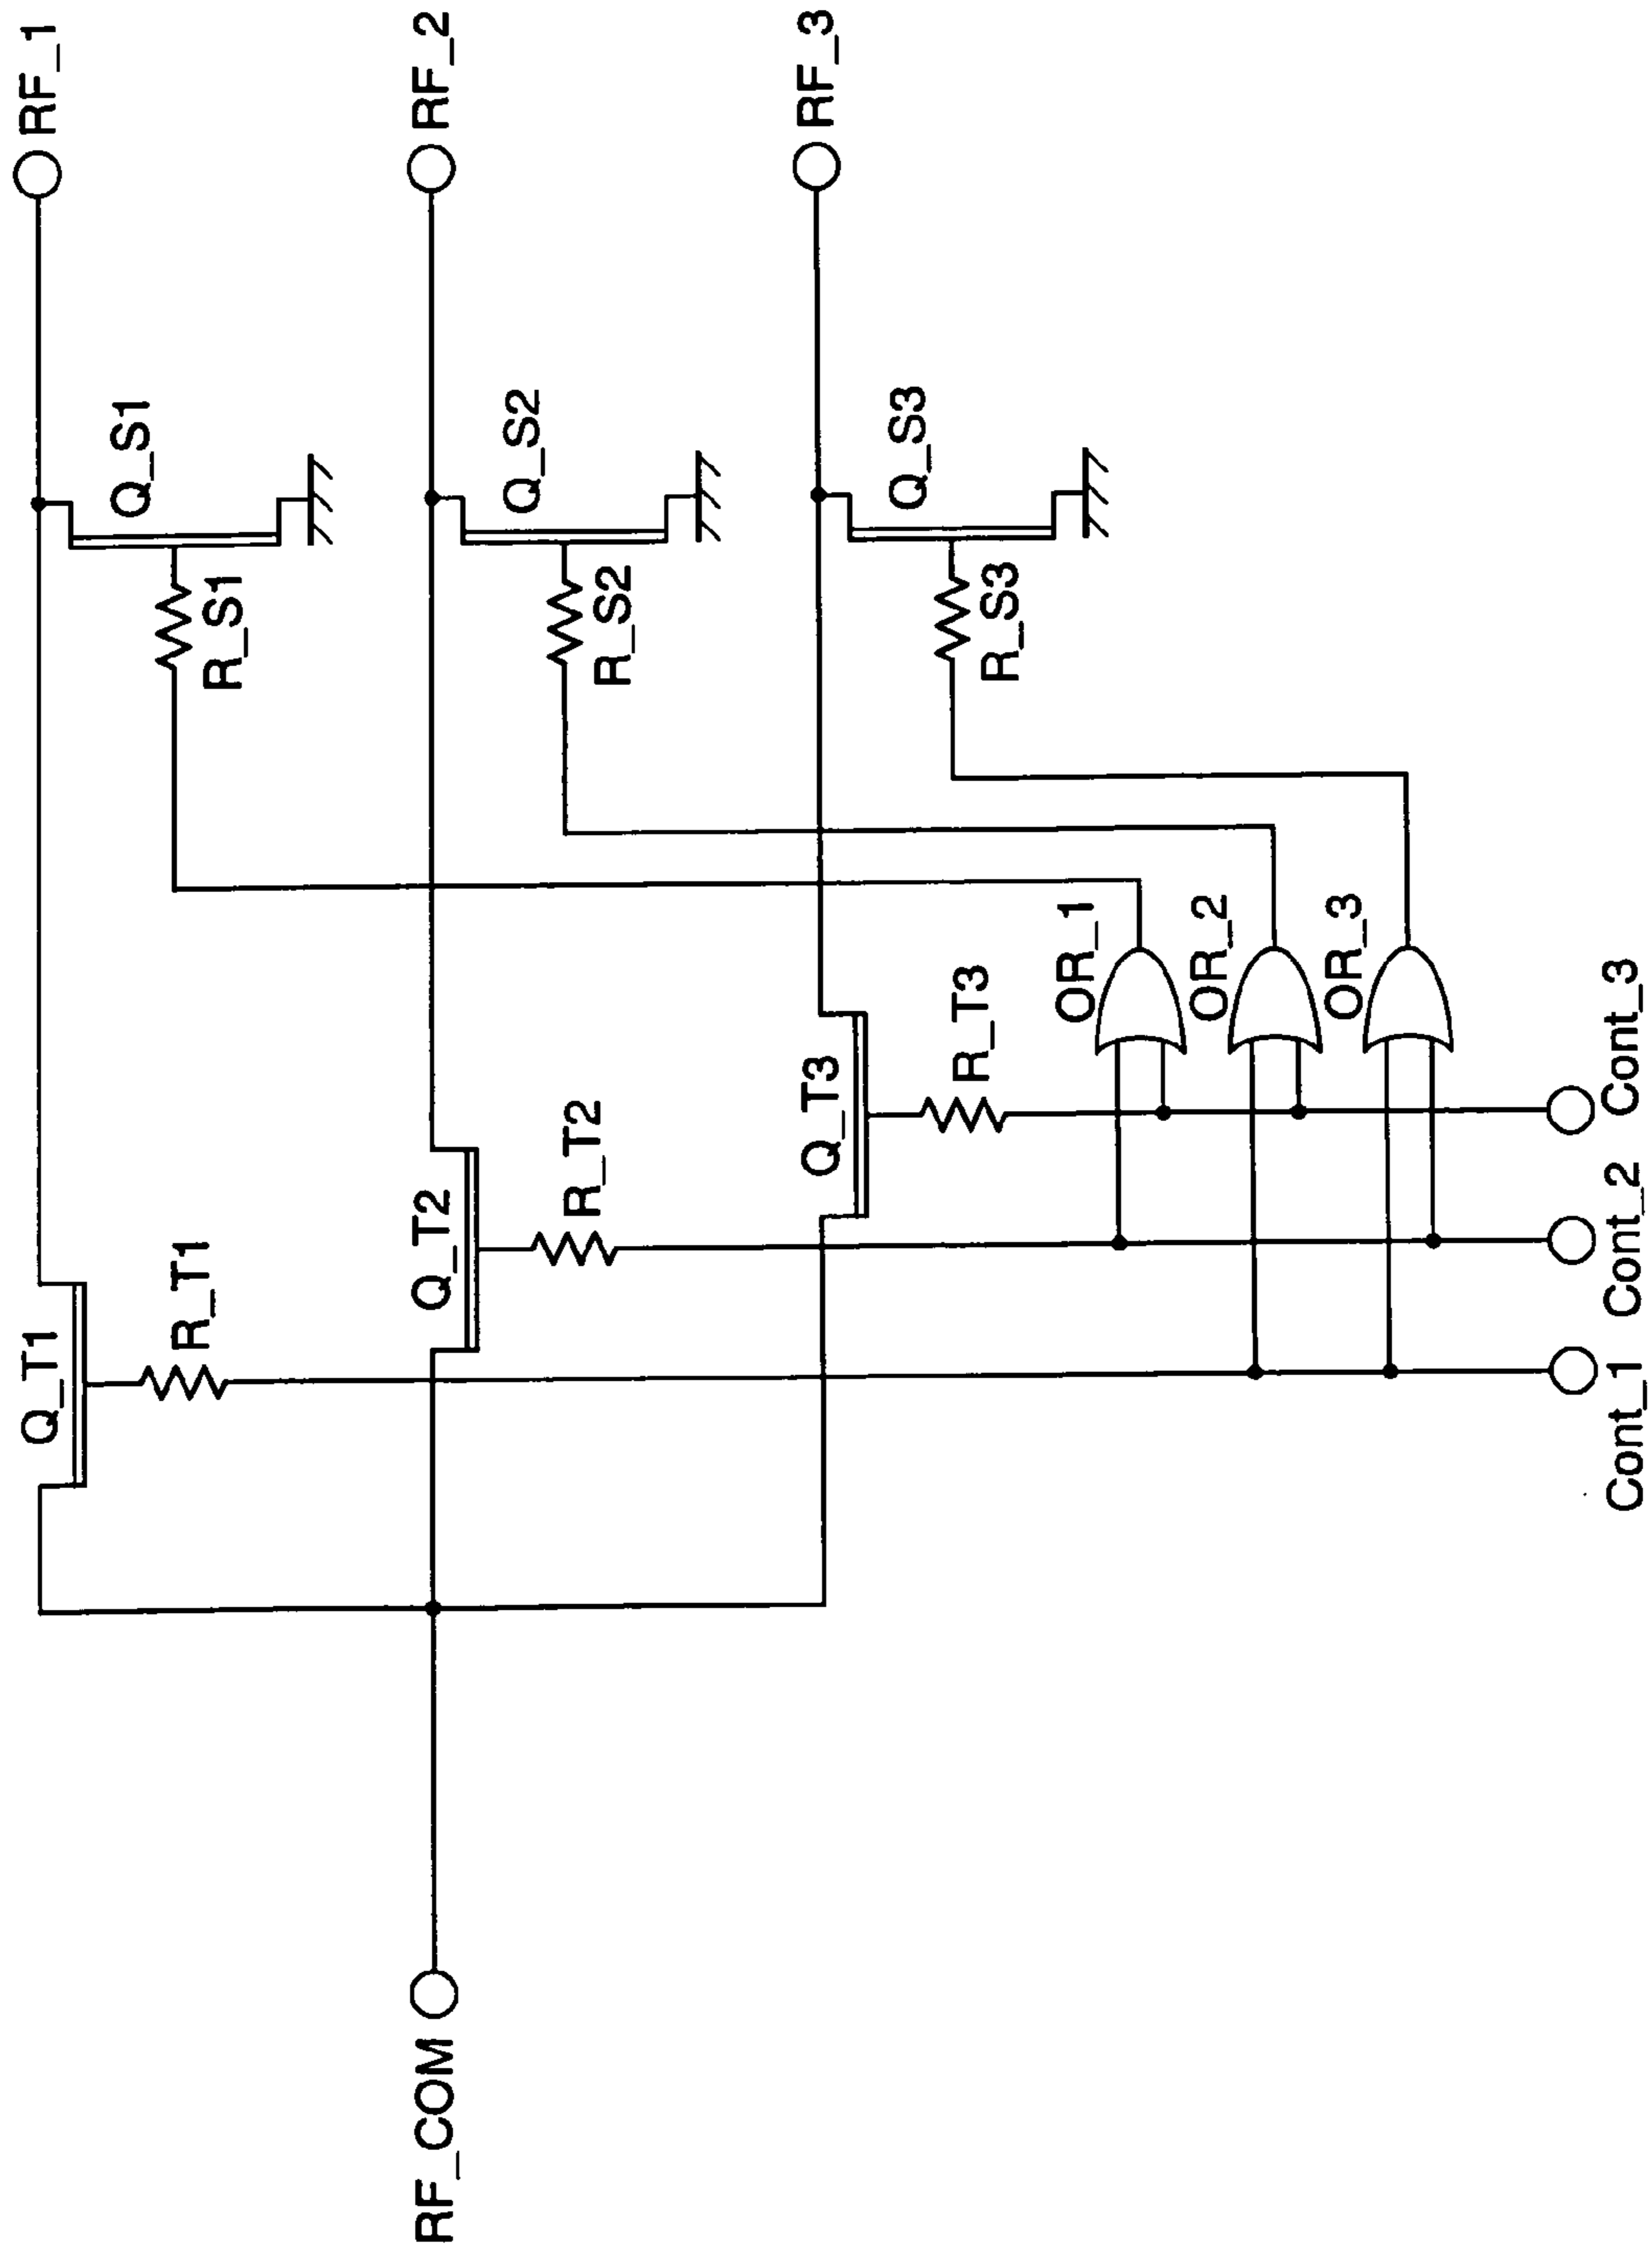 RF_1
RF_2
RF_3
Q_S1
R_S1
Q_S2
R_S2
Q_S3
R_S3
Q_T1
R_T1
Q_T2
R_T2
Q_T3
R_T3
OR_1
OR_2
OR_3
RF_COM
Cont_1
Cont_2
Cont_3